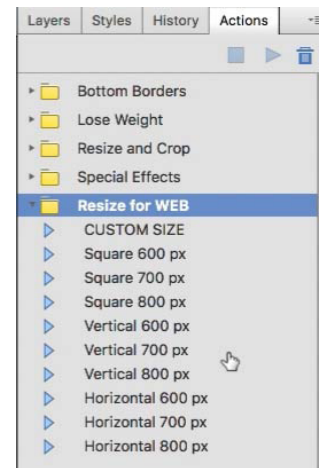 Layers Styles History Actions
Bottom Borders
Lose Weight
Resize and Crop
Special Effects
Resize for WEB
CUSTOM SIZE
Square 600 px
Square 700 px
Square 800 px
Vertical 600 px
Vertical 700 px
Vertical 800 px
Horizontal 600 px
Horizontal 700 px
Horizontal 800 px